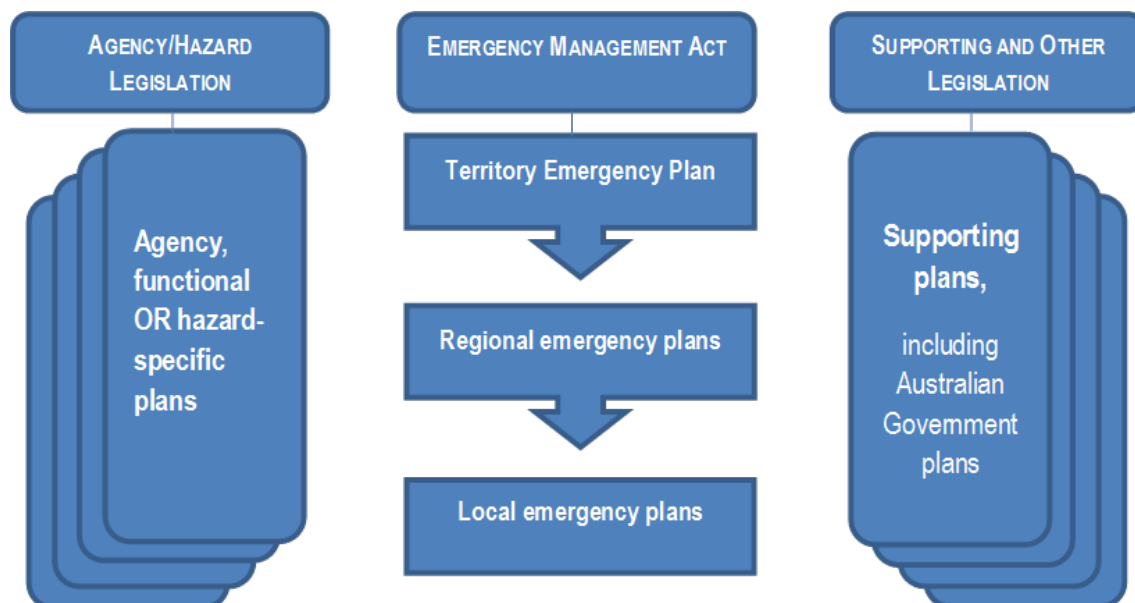 AGENCY/HAZARD
LEGISLATION
EMERGENCY MANAGEMENT ACT
SUPPORTING AND OTHER
LEGISLATION
Agency,
functional
OR hazard-
specific
plans
Territory Emergency Plan
Regional emergency plans
Local emergency plans
Supporting
plans,
including
Australian
Government
plans